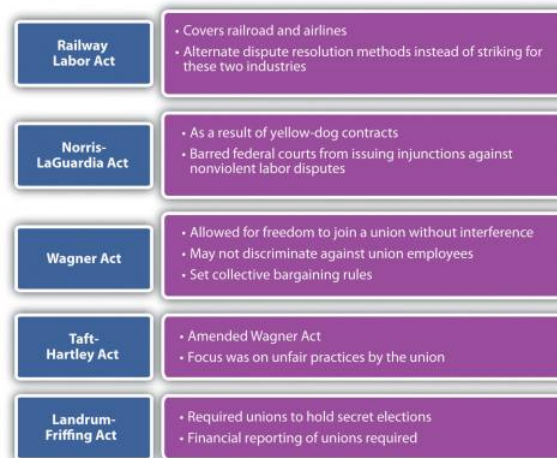 Railway
Labor Act
• Covers railroad and airlines
• Alternate dispute resolution methods instead of striking for
these two industries
Norris-
LaGuardia Act
• As a result of yellow-dog contracts
• Barred federal courts from issuing injunctions against
nonviolent labor disputes
Wagner Act
• Allowed for freedom to join a union without interference
• May not discriminate against union employees
• Set collective bargaining rules
Taft-
Hartley Act
• Amended Wagner Act
• Focus was on unfair practices by the union
Landrum-
Friffing Act
• Required unions to hold secret elections
• Financial reporting of unions required